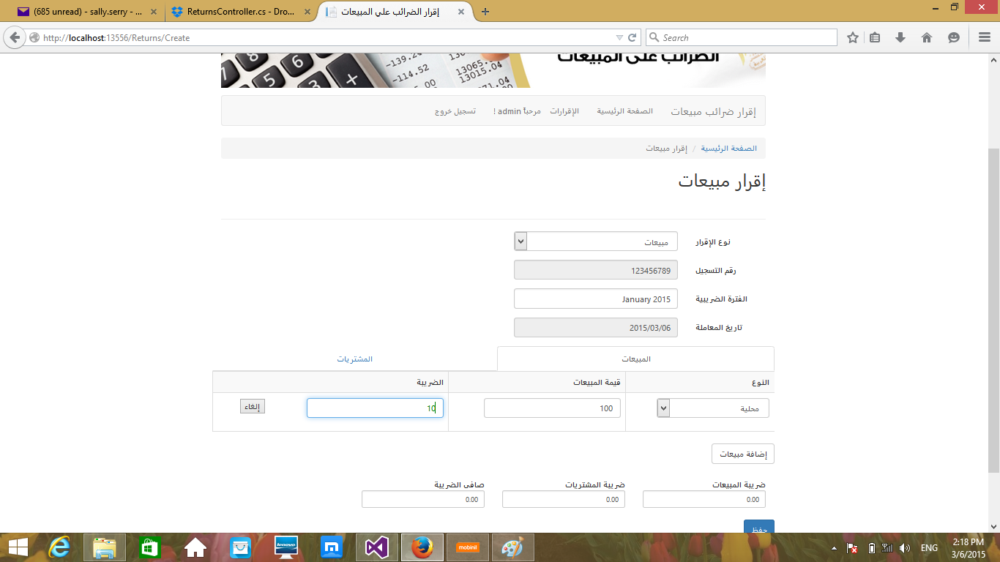 (685 unread) - sally.serry - ...
ReturnsController.cs - Dro...
إقرار الضرائب علي المبيعات
http://localhost:13556/Returns/Create
Search
الضرائب على المبيعات
-139.24
-114.52
13065.
13015.04
إقرار ضرائب مبيعات الصفحة الرئيسية الإقرارات مرحباً admin ! تسجيل خروج
الصفحة الرئيسية / إقرار مبيعات
إقرار مبيعات
نوع الإقرار مبيعات
رقم التسجيل 123456789
الفترة الضريبية January 2015
تاريخ المعاملة 2015/03/06
المبيعات المشتريات
النوع قيمة المبيعات الضريبة
محلية 100 10 إلغاء
إضافة مبيعات
ضريبة المبيعات ضريبة المشتريات صافى الضريبة
0.00 0.00 0.00
حفظ
lenovo
mobinil
ENG
2:18 PM
3/6/2015